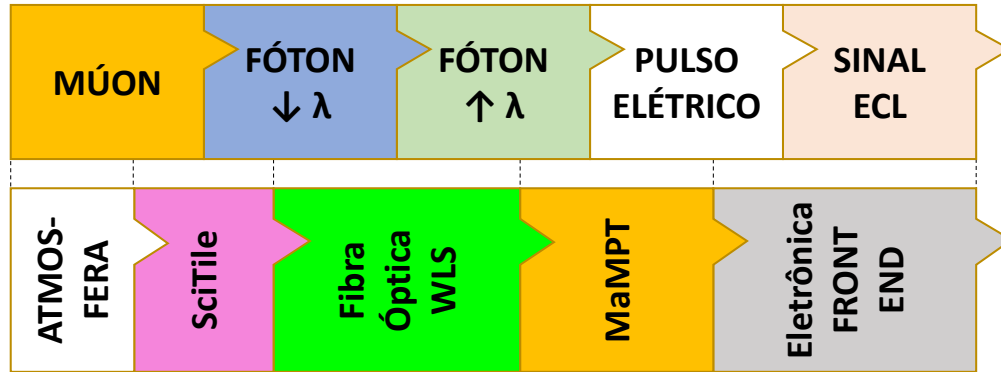 MÚON
FÓTON
↓ λ
FÓTON
↑ λ
PULSO
ELÉTRICO
SINAL
ECL
ATMOS-
FERA
SciTile
Fibra
Óptica
WLS
MaMPT
Eletrônica
FRONT
END